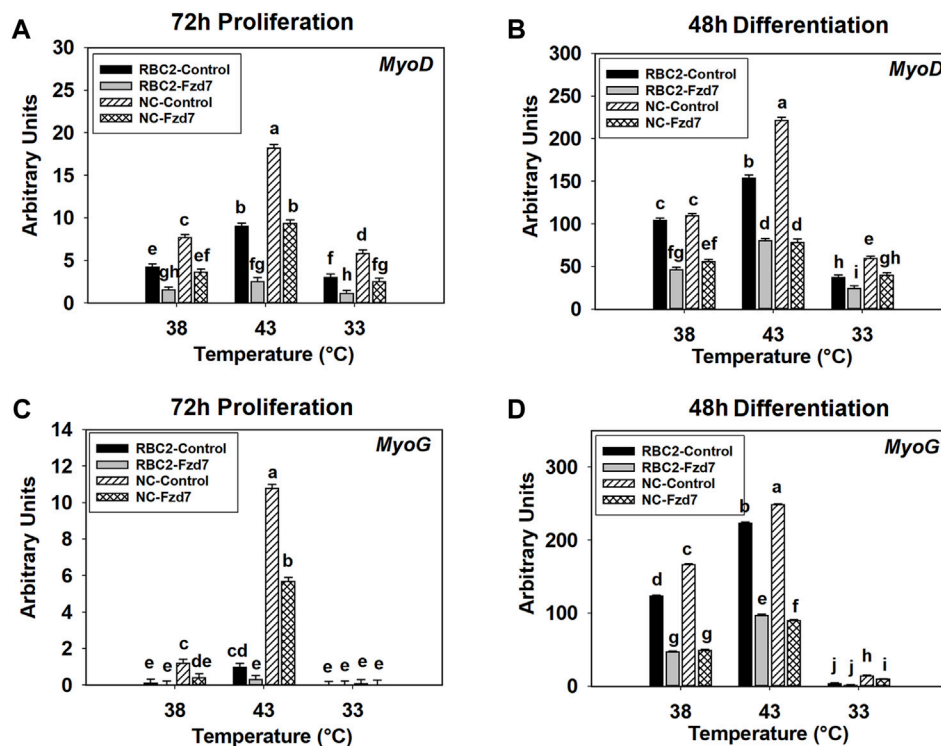 A
72h Proliferation
30
25
20
15
10
5
0
Arbitrary Units
RBC2-Control
RBC2-Fzd7
NC-Control
NC-Fzd7
MyoD
e
gh
c
ef
b
fg
a
b
f
h
d
fg
38
43
33
Temperature (°C)
B
48h Differentiation
300
250
200
150
100
50
0
Arbitrary Units
RBC2-Control
RBC2-Fzd7
NC-Control
NC-Fzd7
MyoD
c
ef
c
ef
b
d
a
d
h
i
e
gh
38
43
33
Temperature (°C)
C
72h Proliferation
14
12
10
8
6
4
2
0
Arbitrary Units
RBC2-Control
RBC2-Fzd7
NC-Control
NC-Fzd7
MyoG
e
e
c
de
cd
e
a
b
e
e
e
e
38
43
33
Temperature (°C)
D
48h Differentiation
300
200
100
0
Arbitrary Units
RBC2-Control
RBC2-Fzd7
NC-Control
NC-Fzd7
MyoG
d
g
c
g
b
e
a
f
j
j
h
i
38
43
33
Temperature (°C)